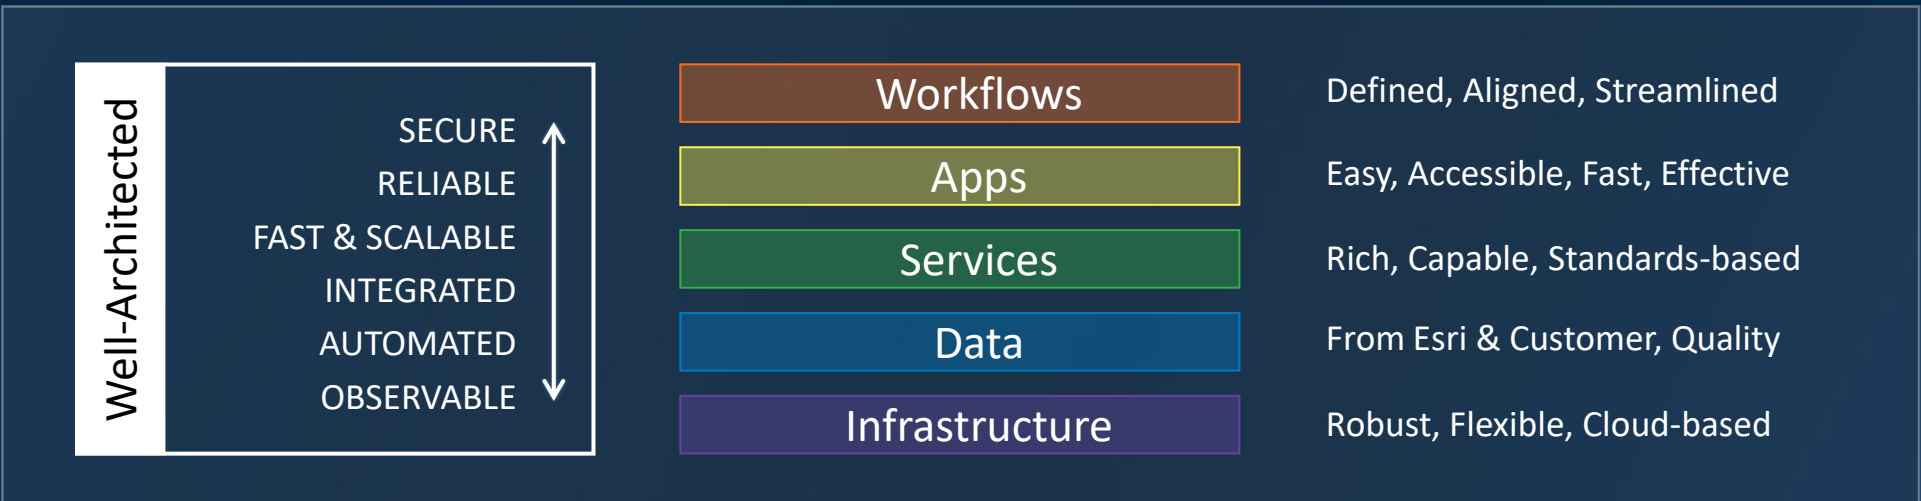 Well-Architected
SECURE
RELIABLE
FAST & SCALABLE
INTEGRATED
AUTOMATED
OBSERVABLE
Workflows
Defined, Aligned, Streamlined
Apps
Easy, Accessible, Fast, Effective
Services
Rich, Capable, Standards-based
Data
From Esri & Customer, Quality
Infrastructure
Robust, Flexible, Cloud-based